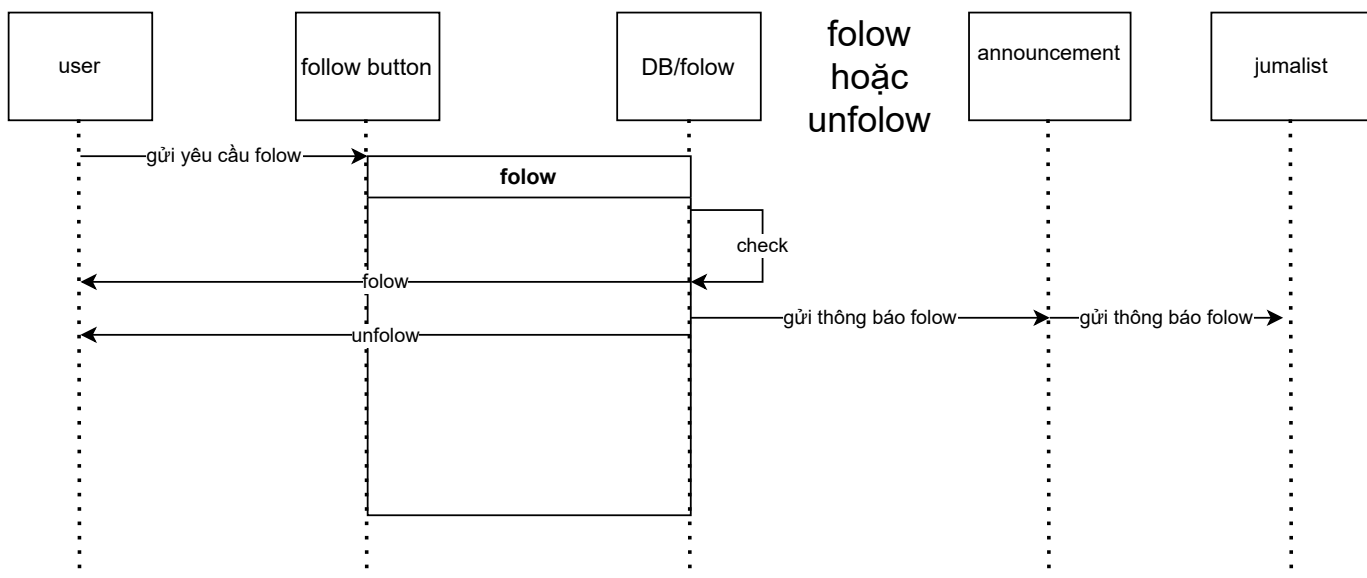 user
follow button
DB/folow
folow
hoặc
unfolow
announcement
jumalist
gửi yêu cầu folow
folow
check
folow
gửi thông báo folow
gửi thông báo folow
unfolow